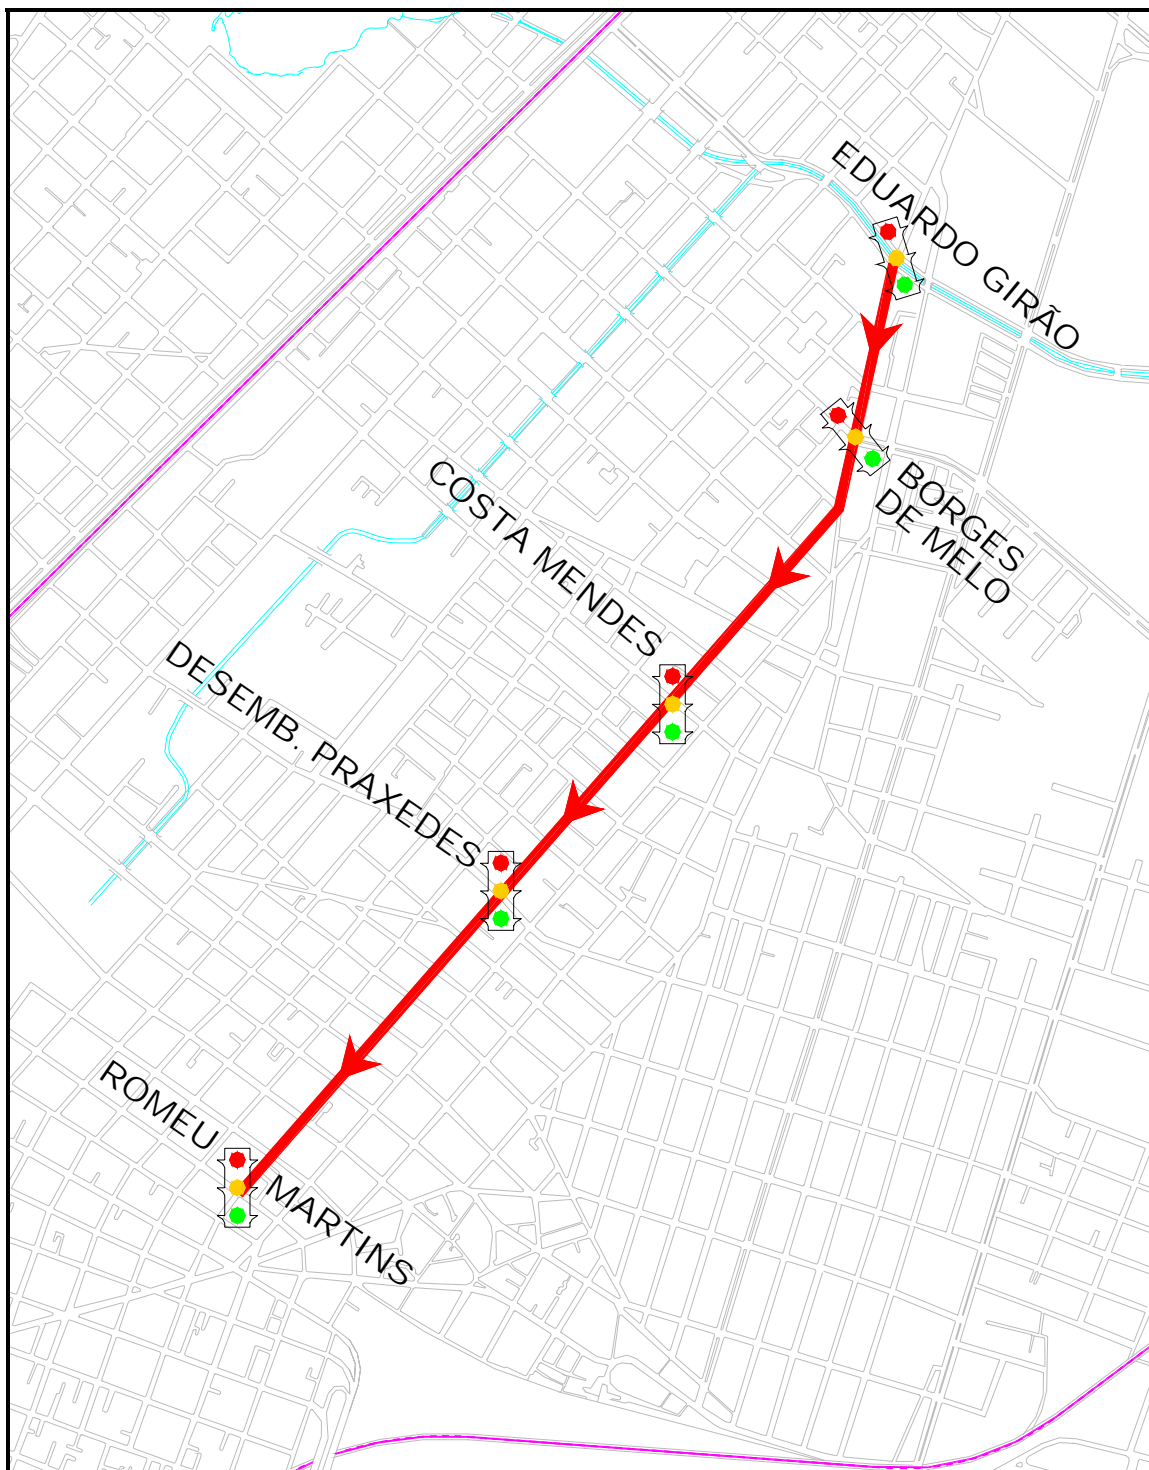 EDUARDO GIRÃO
BORGES
DE MELO
COSTA MENDES
DESEMB. PRAXEDES
ROMEU
MARTINS